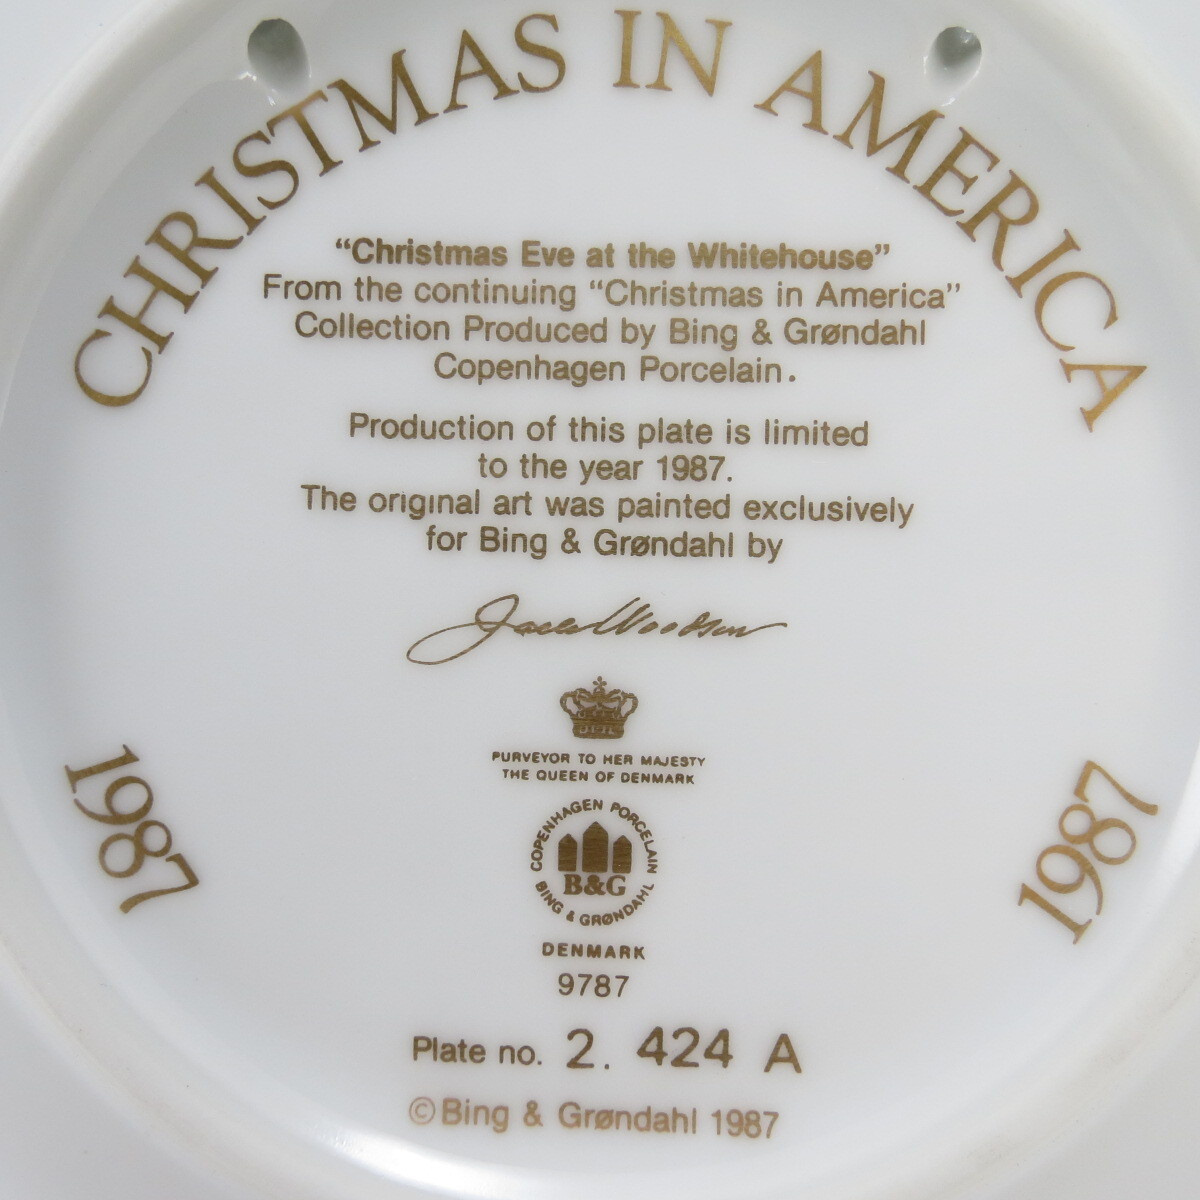 CHRISTMAS IN AMERICA
“Christmas Eve at the Whitehouse”
From the continuing “Christmas in America”
Collection Produced by Bing & Grøndahl
Copenhagen Porcelain.
Production of this plate is limited
to the year 1987.
The original art was painted exclusively
for Bing & Grøndahl by
Jack Woodson
PURVEYOR TO HER MAJESTY
THE QUEEN OF DENMARK
1987
1987
COPENHAGEN PORCELAIN
B&G
BING & GRØNDAHL
DENMARK
9787
Plate no. 2. 424 A
©Bing & Grøndahl 1987